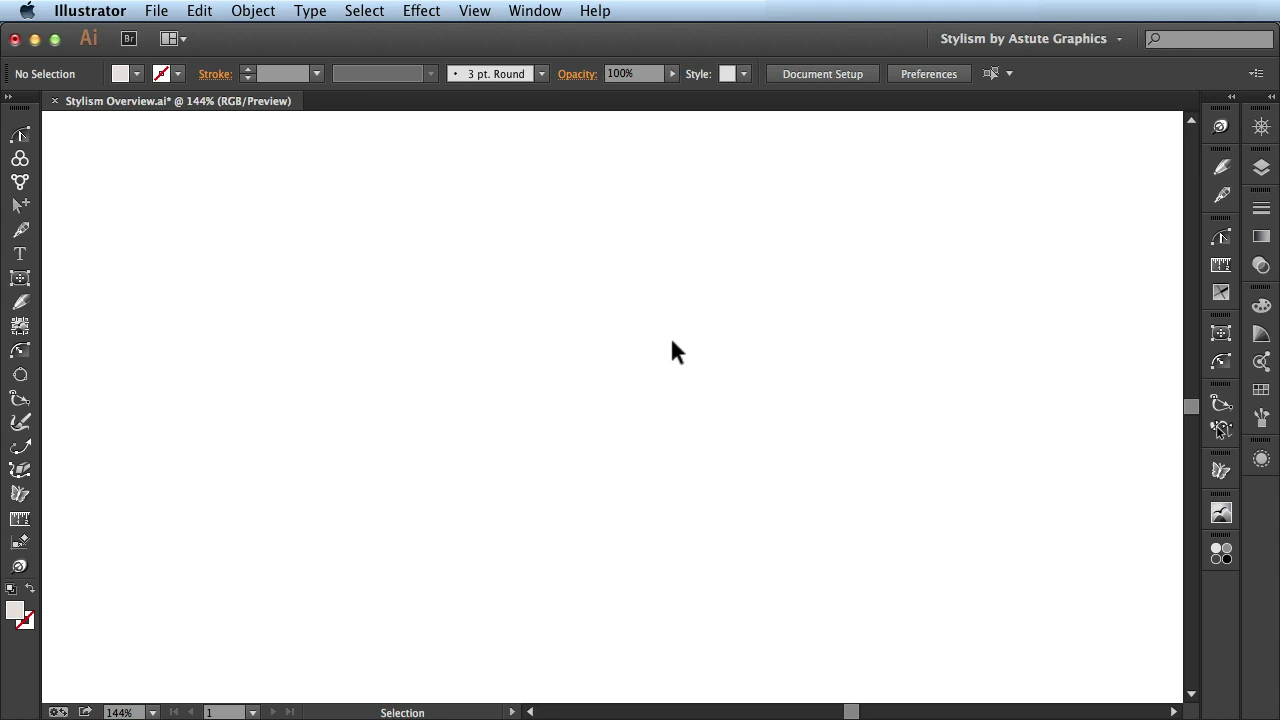 Illustrator File Edit Object Type Select Effect View Window Help
Ai Br Stylism by Astute Graphics
No Selection Stroke: 3 pt. Round Opacity: 100% Style: Document Setup Preferences
Stylism Overview.ai* @ 144% (RGB/Preview)
T
144% 1 Selection